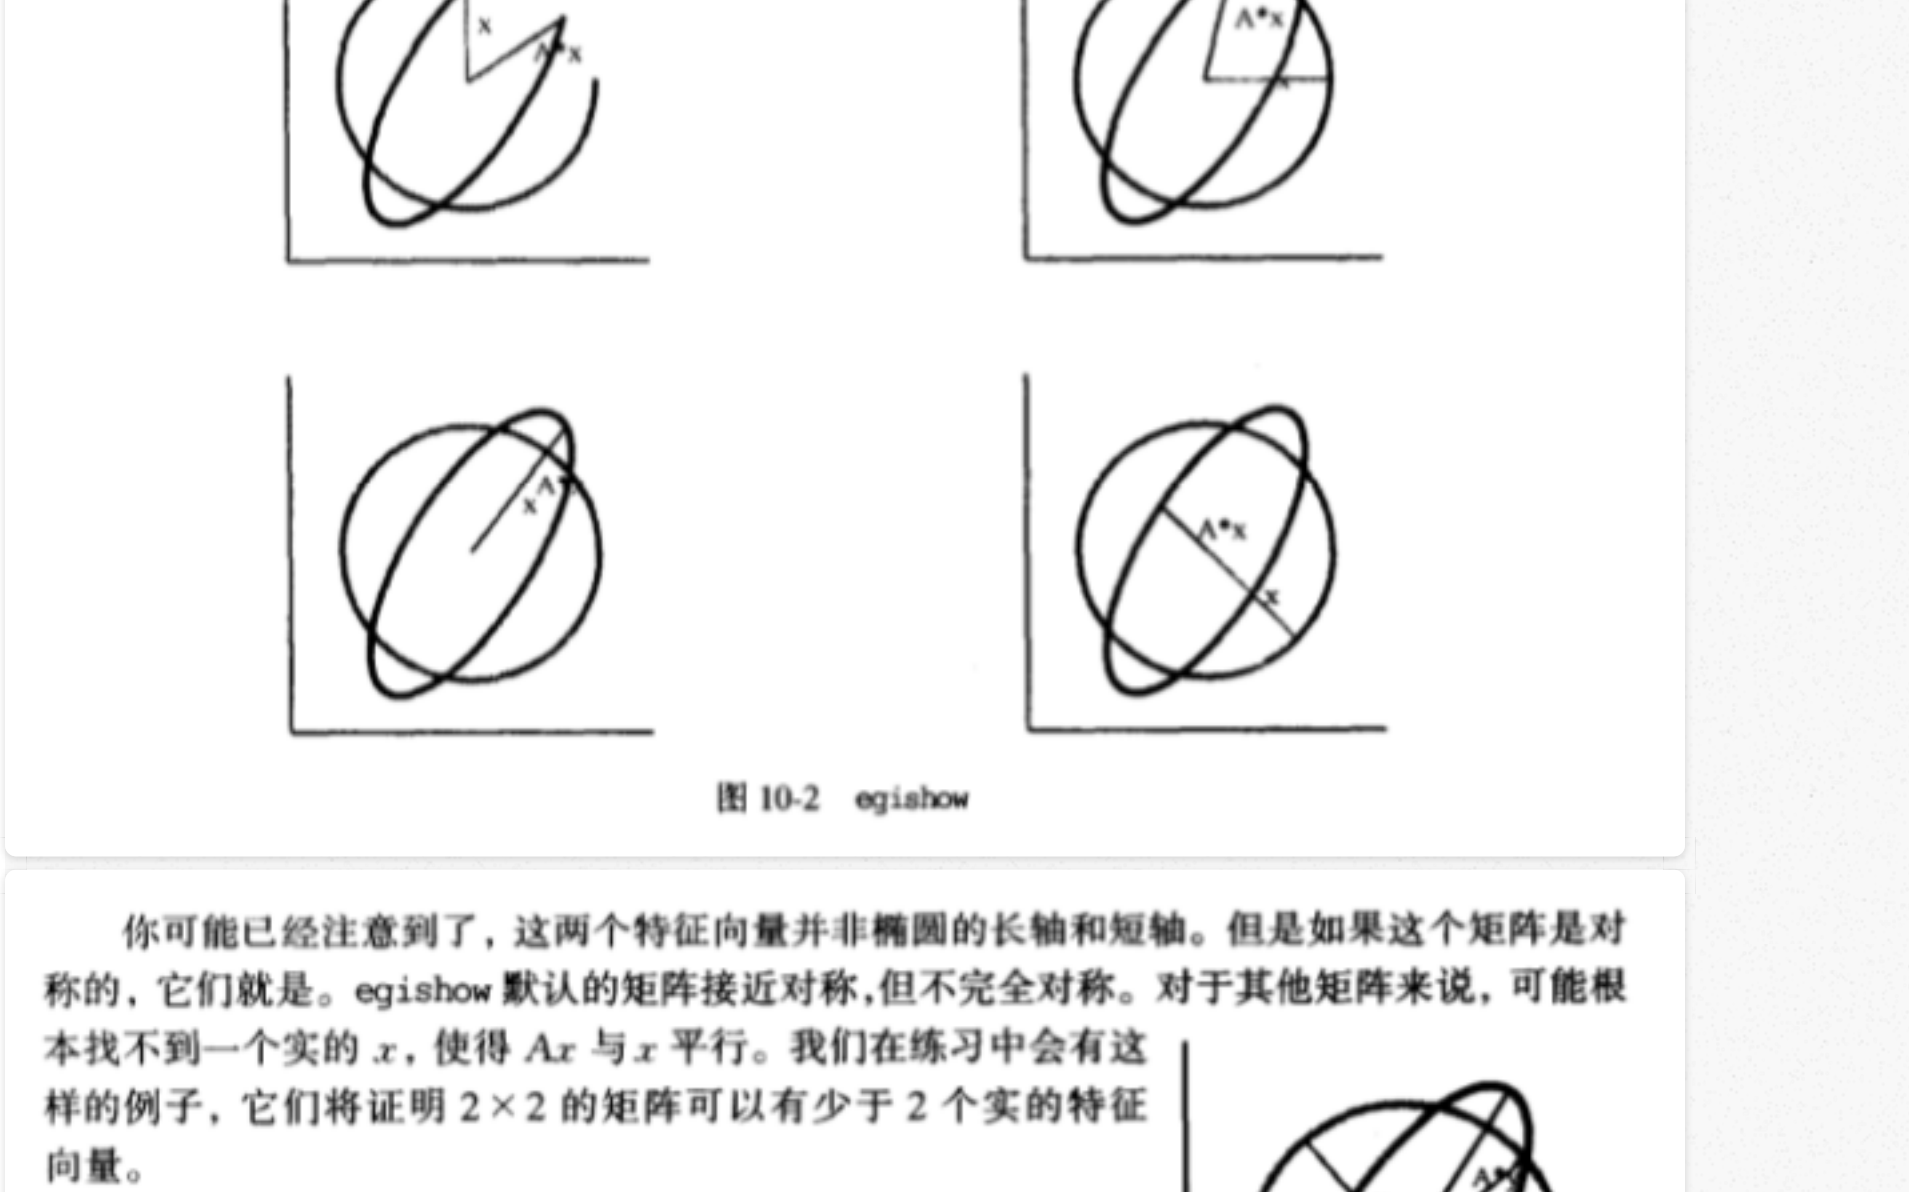 x
A*x
A*x
x A
A*x
x
图 10-2 egishow
你可能已经注意到了，这两个特征向量并非椭圆的长轴和短轴。但是如果这个矩阵是对
称的，它们就是。egishow 默认的矩阵接近对称,但不完全对称。对于其他矩阵来说，可能根
本找不到一个实的 x，使得 Ax 与 x 平行。我们在练习中会有这
样的例子，它们将证明 2×2 的矩阵可以有少于 2 个实的特征
向量。